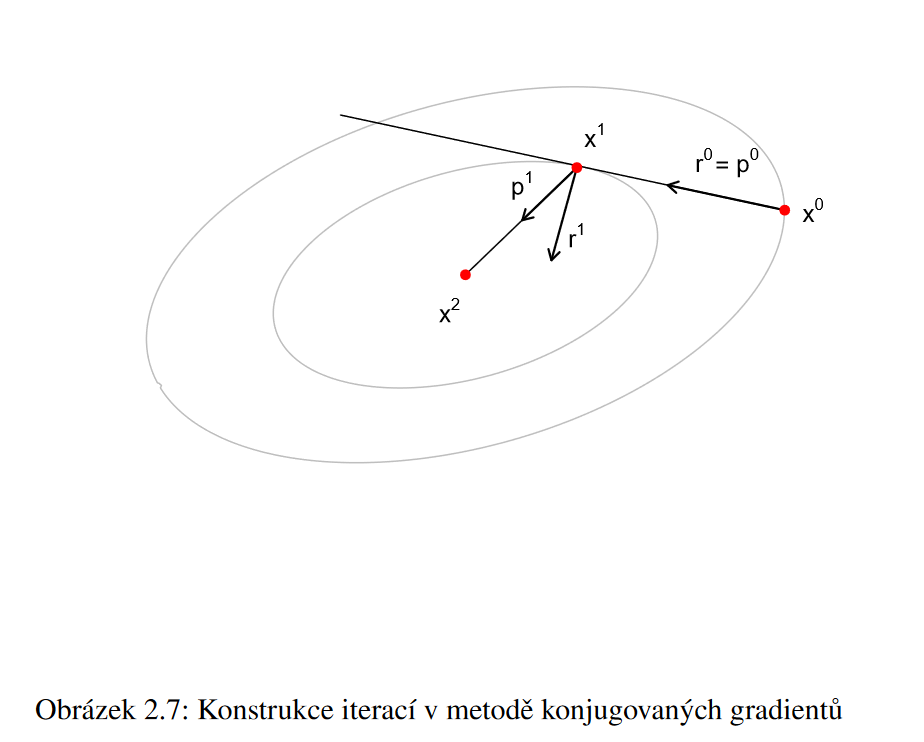 x¹
r⁰ = p⁰
p¹
x⁰
r¹
x²
Obrázek 2.7: Konstrukce iterací v metodě konjugovaných gradientů